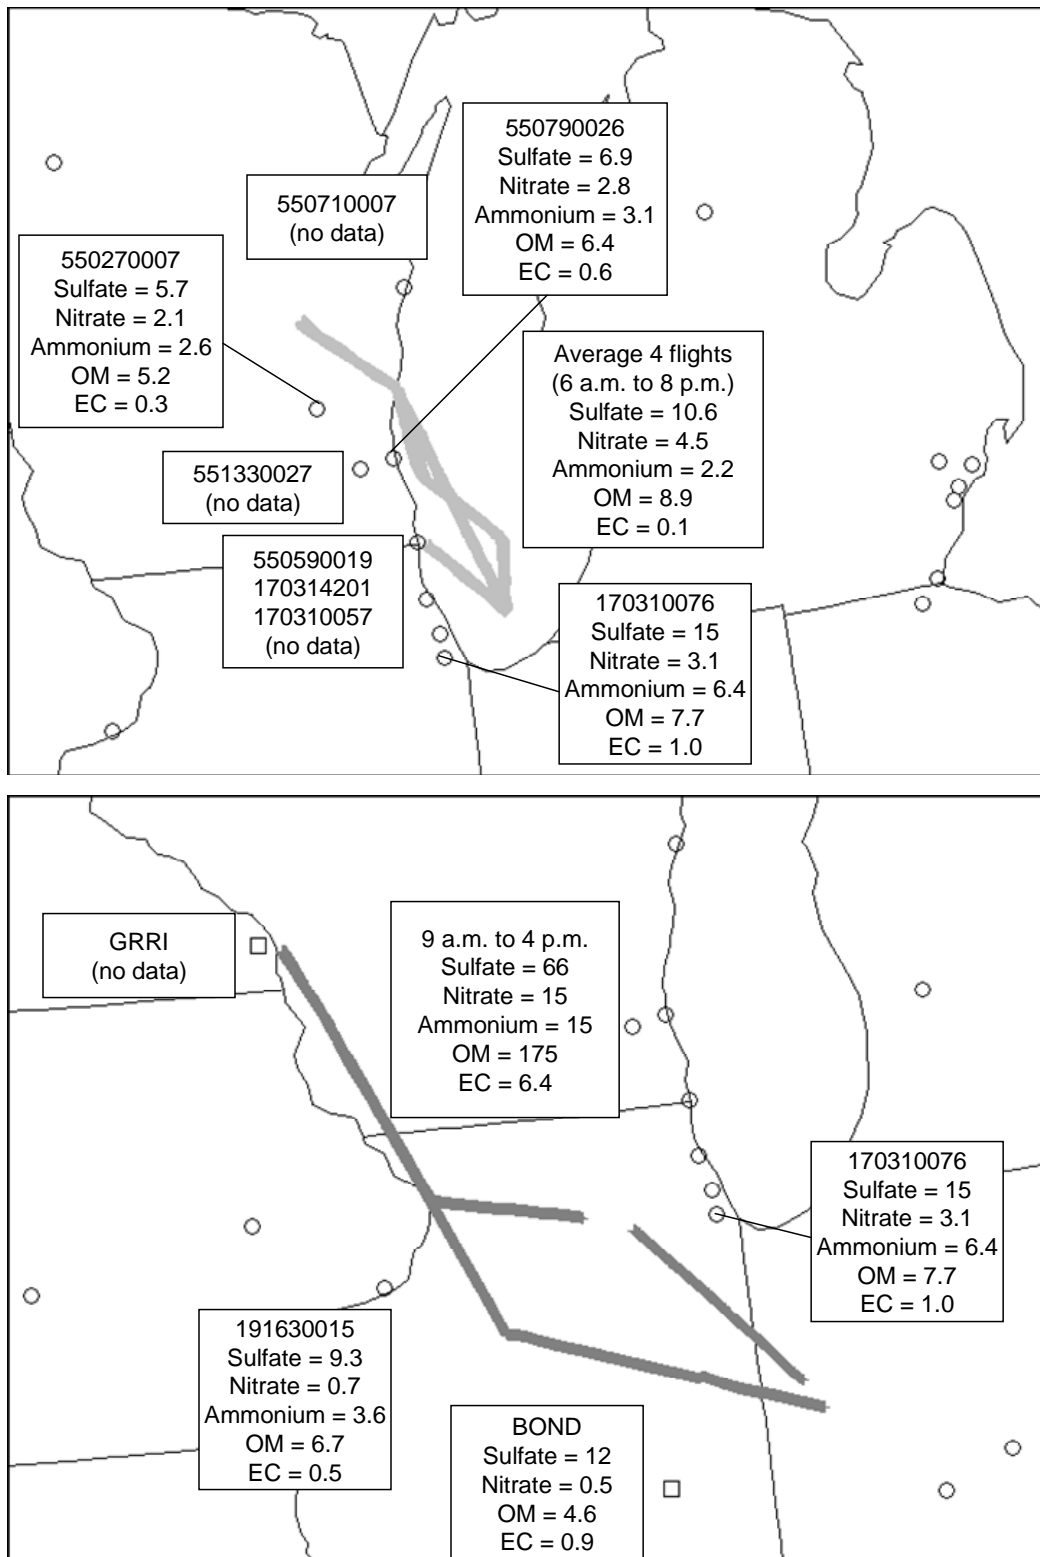 550790026
Sulfate = 6.9
Nitrate = 2.8
Ammonium = 3.1
OM = 6.4
EC = 0.6
550710007
(no data)
550270007
Sulfate = 5.7
Nitrate = 2.1
Ammonium = 2.6
OM = 5.2
EC = 0.3
Average 4 flights
(6 a.m. to 8 p.m.)
Sulfate = 10.6
Nitrate = 4.5
Ammonium = 2.2
OM = 8.9
EC = 0.1
551330027
(no data)
550590019
170314201
170310057
(no data)
170310076
Sulfate = 15
Nitrate = 3.1
Ammonium = 6.4
OM = 7.7
EC = 1.0
GRRI
(no data)
9 a.m. to 4 p.m.
Sulfate = 66
Nitrate = 15
Ammonium = 15
OM = 175
EC = 6.4
170310076
Sulfate = 15
Nitrate = 3.1
Ammonium = 6.4
OM = 7.7
EC = 1.0
191630015
Sulfate = 9.3
Nitrate = 0.7
Ammonium = 3.6
OM = 6.7
EC = 0.5
BOND
Sulfate = 12
Nitrate = 0.5
OM = 4.6
EC = 0.9